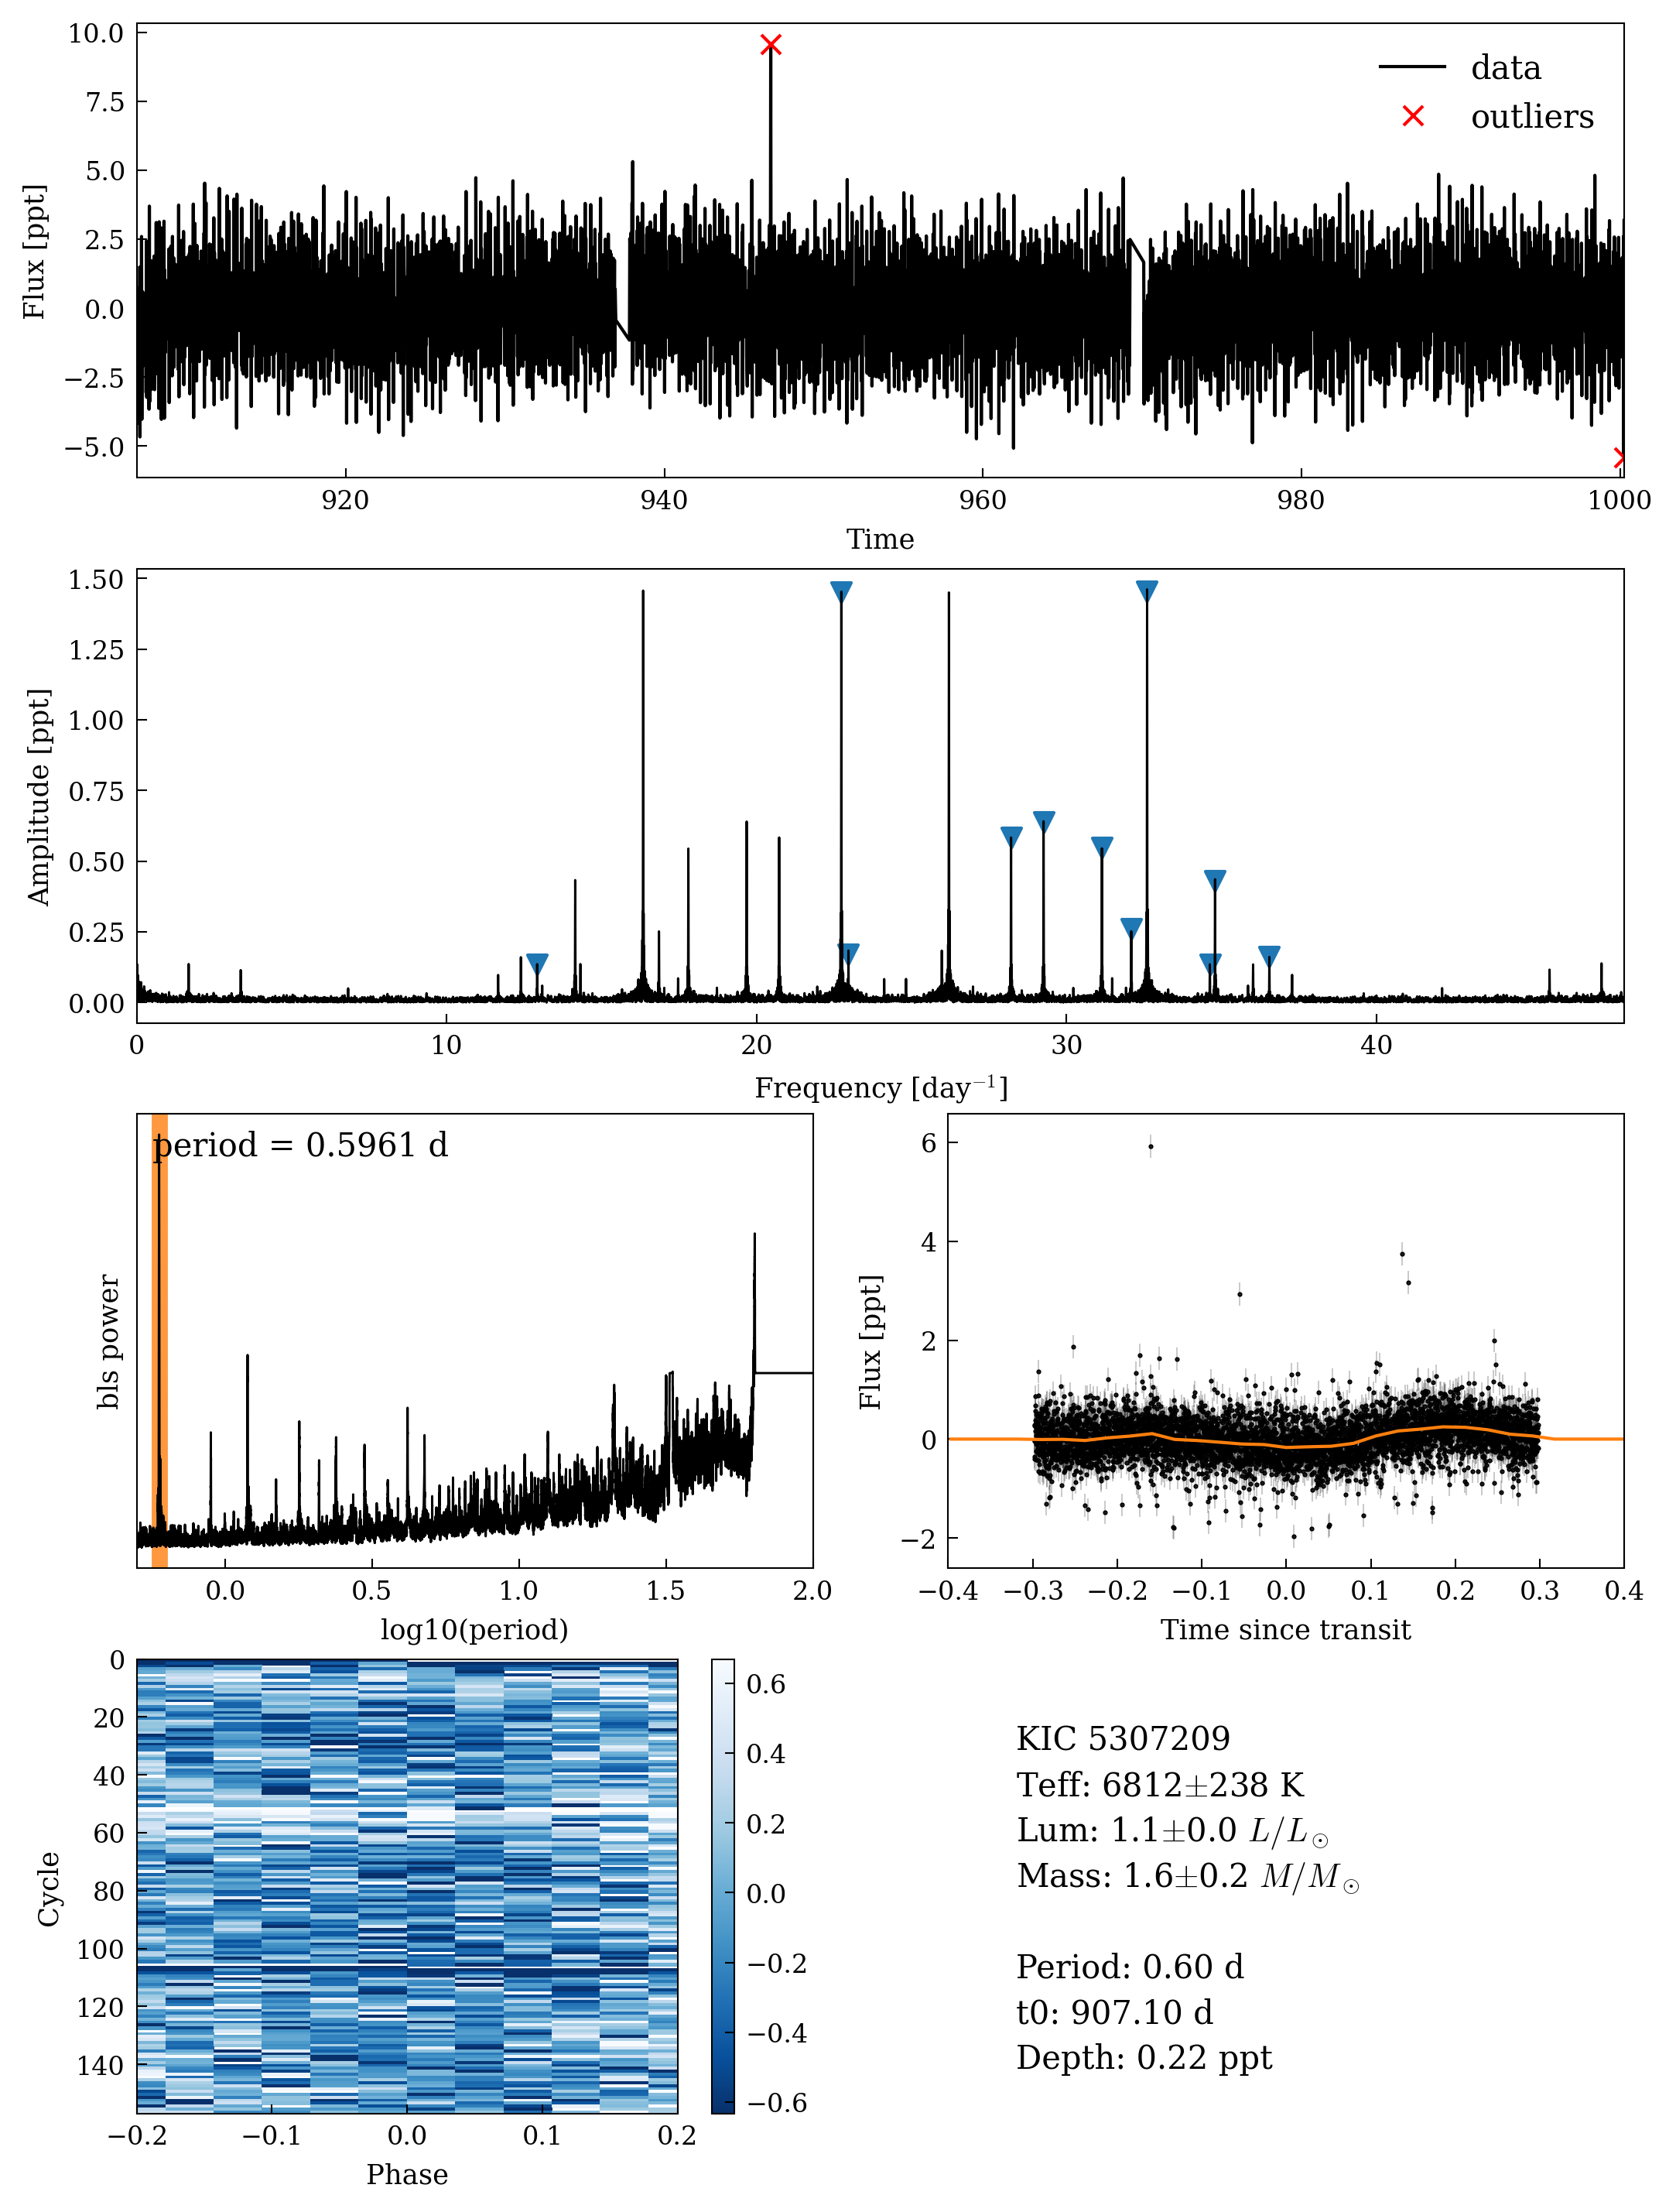 10.0
7.5
5.0
2.5
0.0
−2.5
−5.0
Flux [ppt]
data
outliers
920 940 960 980 1000
Time
1.50
1.25
1.00
0.75
0.50
0.25
0.00
Amplitude [ppt]
0 10 20 30 40
Frequency [day⁻¹]
period = 0.5961 d
bls power
0.0 0.5 1.0 1.5 2.0
log10(period)
6
4
2
0
−2
Flux [ppt]
−0.4 −0.3 −0.2 −0.1 0.0 0.1 0.2 0.3 0.4
Time since transit
0
20
40
60
80
100
120
140
Cycle
−0.2 −0.1 0.0 0.1 0.2
Phase
0.6
0.4
0.2
0.0
−0.2
−0.4
−0.6
KIC 5307209
Teff: 6812±238 K
Lum: 1.1±0.0 L/L☉
Mass: 1.6±0.2 M/M☉
Period: 0.60 d
t0: 907.10 d
Depth: 0.22 ppt